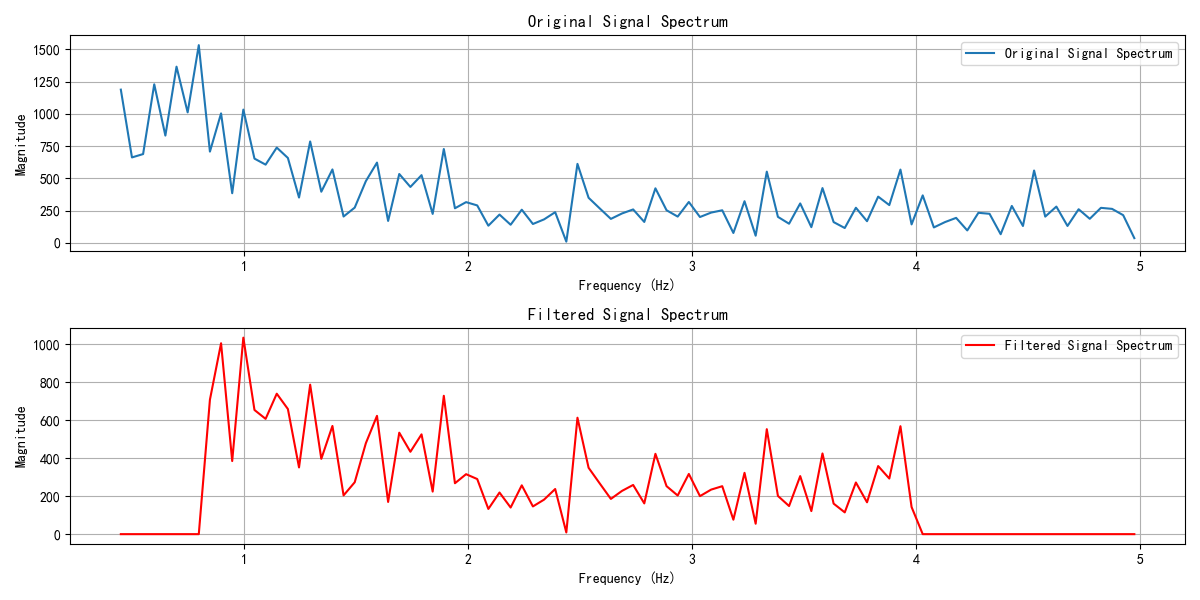 Original Signal Spectrum
Original Signal Spectrum
1500
1250
1000
750
500
250
0
Magnitude
1 2 3 4 5
Frequency (Hz)
Filtered Signal Spectrum
Filtered Signal Spectrum
1000
800
600
400
200
0
Magnitude
1 2 3 4 5
Frequency (Hz)